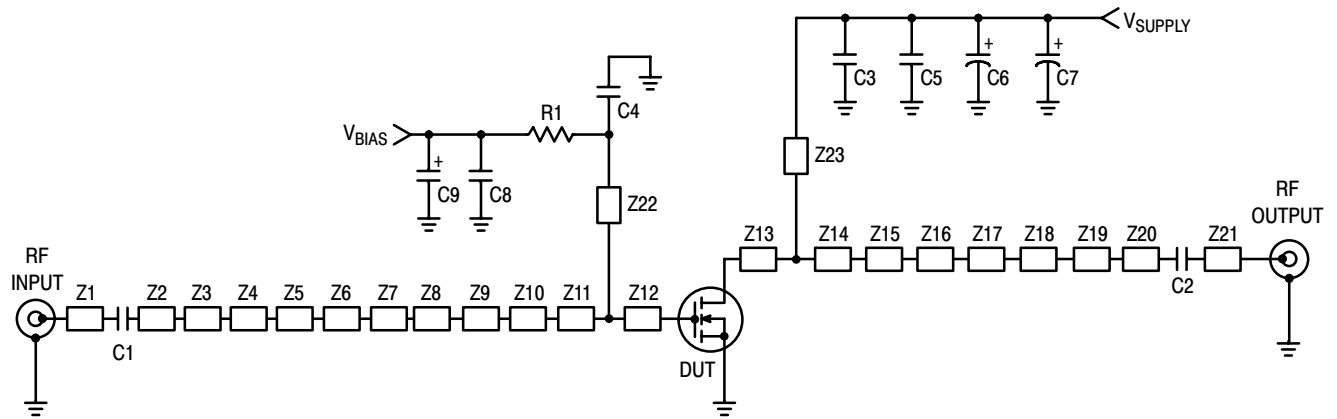 VSUPPLY
C3
C5
+
C6
+
C7
C4
R1
VBIAS
+
C9
C8
Z22
Z23
RF
INPUT
Z1
C1
Z2
Z3
Z4
Z5
Z6
Z7
Z8
Z9
Z10
Z11
Z12
DUT
Z13
Z14
Z15
Z16
Z17
Z18
Z19
Z20
C2
Z21
RF
OUTPUT